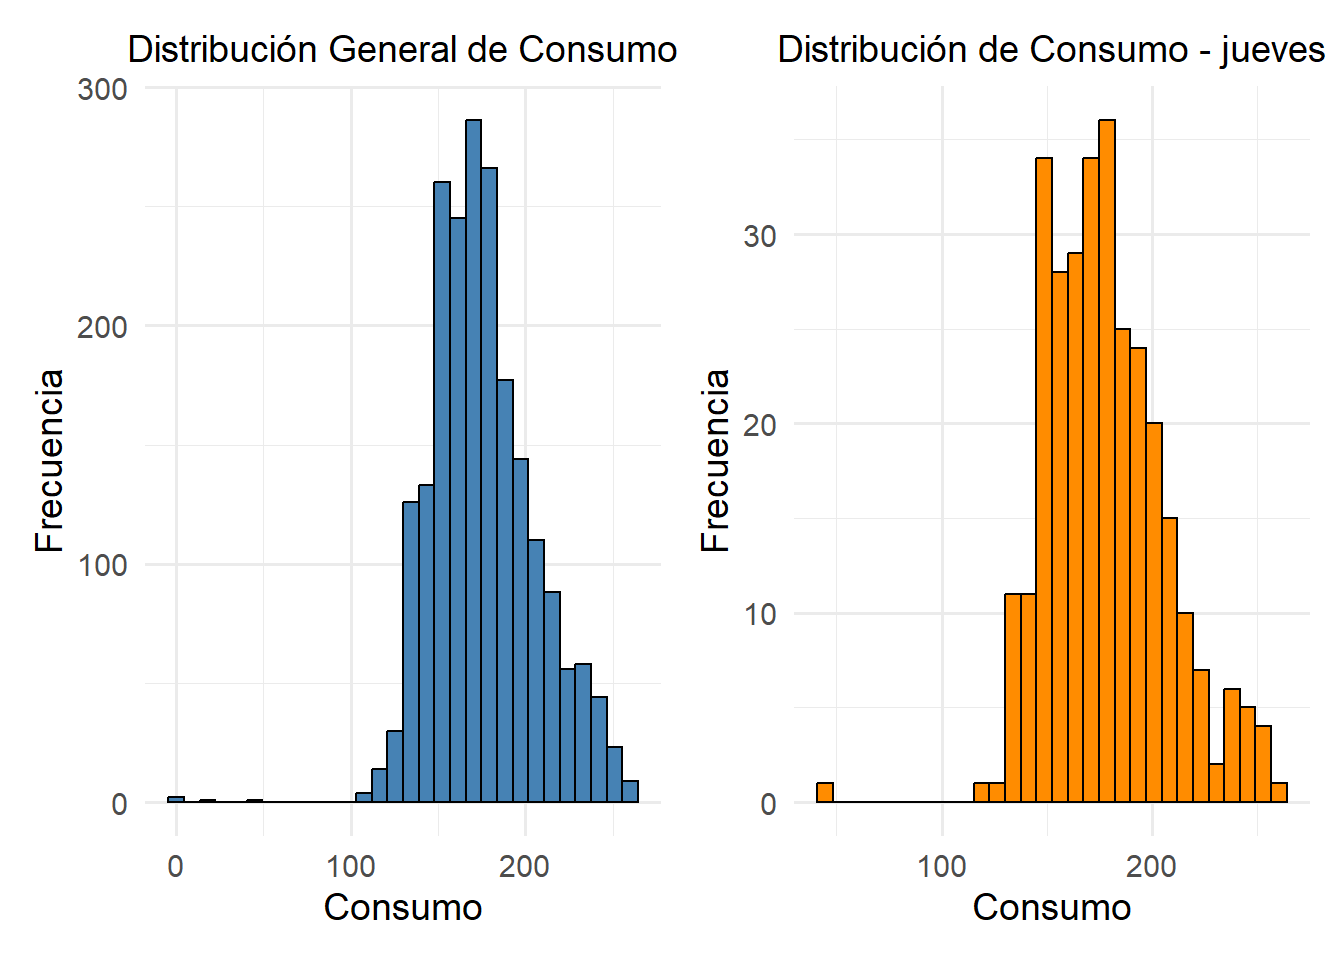 Distribución General de Consumo
300
200
100
0
Frecuencia
0 100 200
Consumo
Distribución de Consumo - jueves
30
20
10
0
Frecuencia
100 200
Consumo